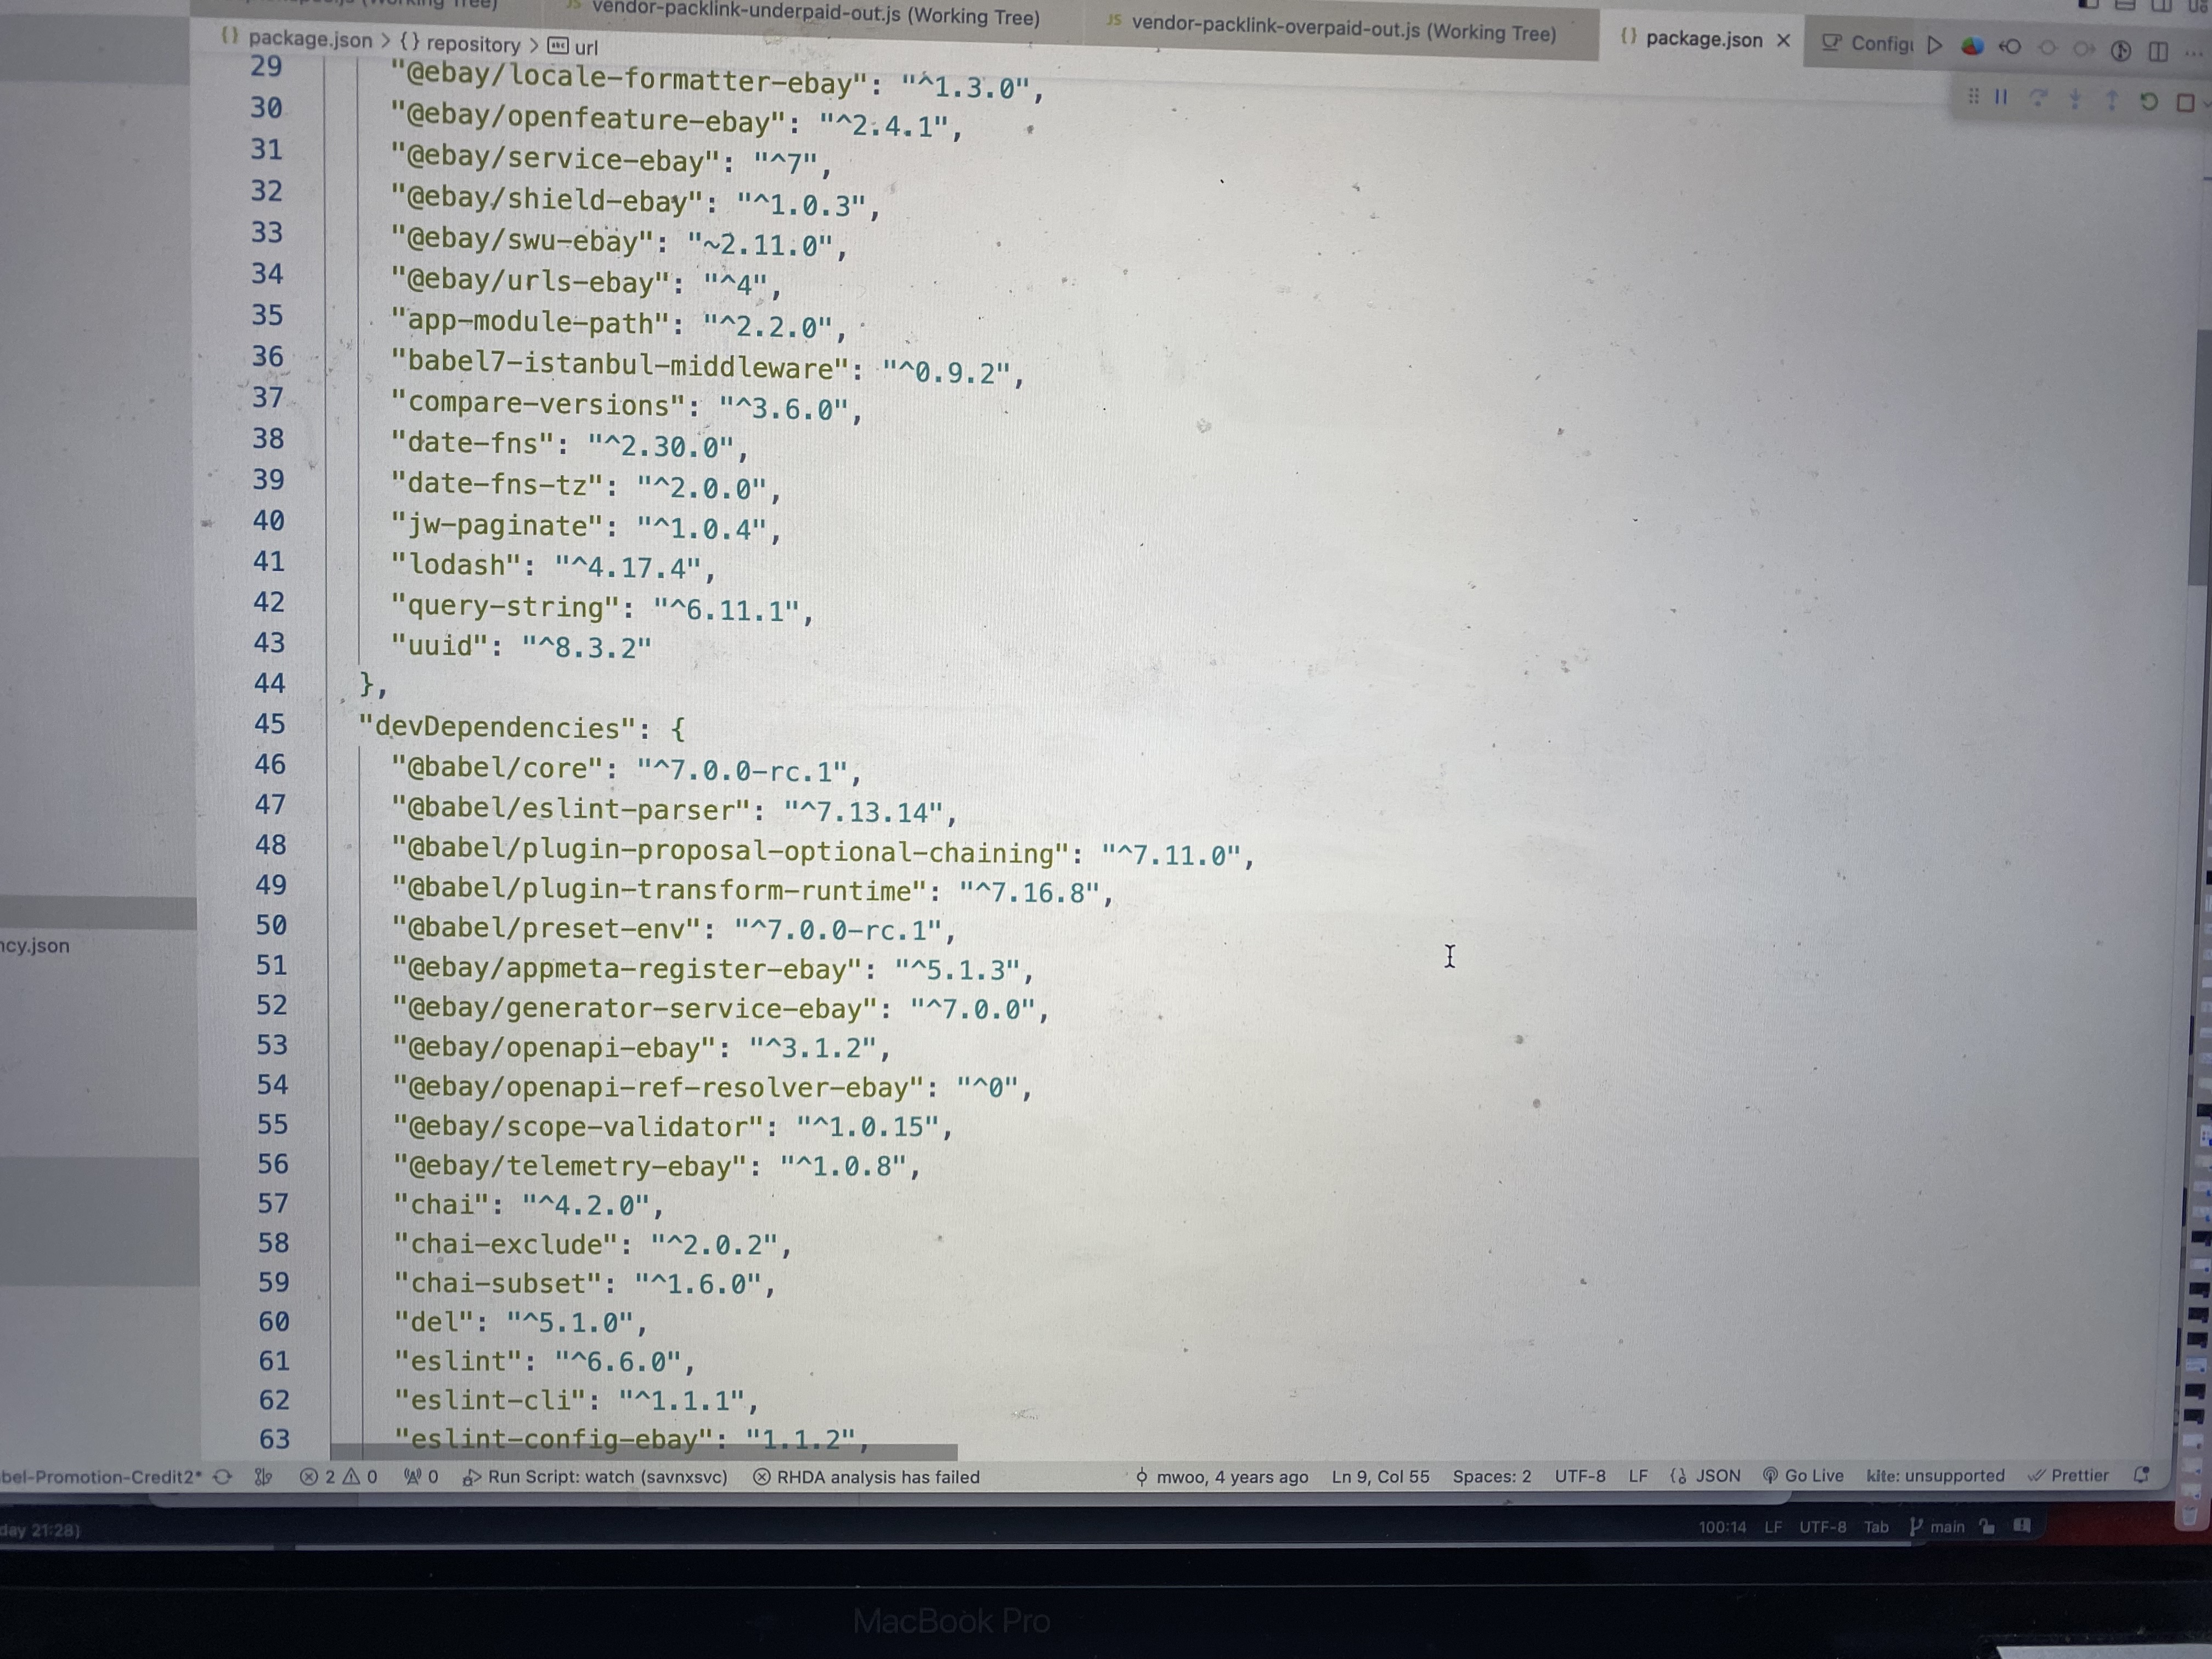 vendor-packlink-underpaid-out.js (Working Tree)
JS vendor-packlink-overpaid-out.js (Working Tree)
{} package.json ×
{} package.json > {} repository > abc url
29 "@ebay/locale-formatter-ebay": "^1.3.0",
30 "@ebay/openfeature-ebay": "^2.4.1",
31 "@ebay/service-ebay": "^7",
32 "@ebay/shield-ebay": "^1.0.3",
33 "@ebay/swu-ebay": "~2.11.0",
34 "@ebay/urls-ebay": "^4",
35 "app-module-path": "^2.2.0",
36 "babel7-istanbul-middleware": "^0.9.2",
37 "compare-versions": "^3.6.0",
38 "date-fns": "^2.30.0",
39 "date-fns-tz": "^2.0.0",
40 "jw-paginate": "^1.0.4",
41 "lodash": "^4.17.4",
42 "query-string": "^6.11.1",
43 "uuid": "^8.3.2"
44 },
45 "devDependencies": {
46 "@babel/core": "^7.0.0-rc.1",
47 "@babel/eslint-parser": "^7.13.14",
48 "@babel/plugin-proposal-optional-chaining": "^7.11.0",
49 "@babel/plugin-transform-runtime": "^7.16.8",
50 "@babel/preset-env": "^7.0.0-rc.1",
51 "@ebay/appmeta-register-ebay": "^5.1.3",
52 "@ebay/generator-service-ebay": "^7.0.0",
53 "@ebay/openapi-ebay": "^3.1.2",
54 "@ebay/openapi-ref-resolver-ebay": "^0",
55 "@ebay/scope-validator": "^1.0.15",
56 "@ebay/telemetry-ebay": "^1.0.8",
57 "chai": "^4.2.0",
58 "chai-exclude": "^2.0.2",
59 "chai-subset": "^1.6.0",
60 "del": "^5.1.0",
61 "eslint": "^6.6.0",
62 "eslint-cli": "^1.1.1",
63 "eslint-config-ebay": "1.1.2",
ncy.json
bel-Promotion-Credit2* 2 0 0 Run Script: watch (savnxsvc) RHDA analysis has failed mwoo, 4 years ago Ln 9, Col 55 Spaces: 2 UTF-8 LF JSON Go Live kite: unsupported Prettier
day 21:28) 100:14 LF UTF-8 Tab main
MacBook Pro